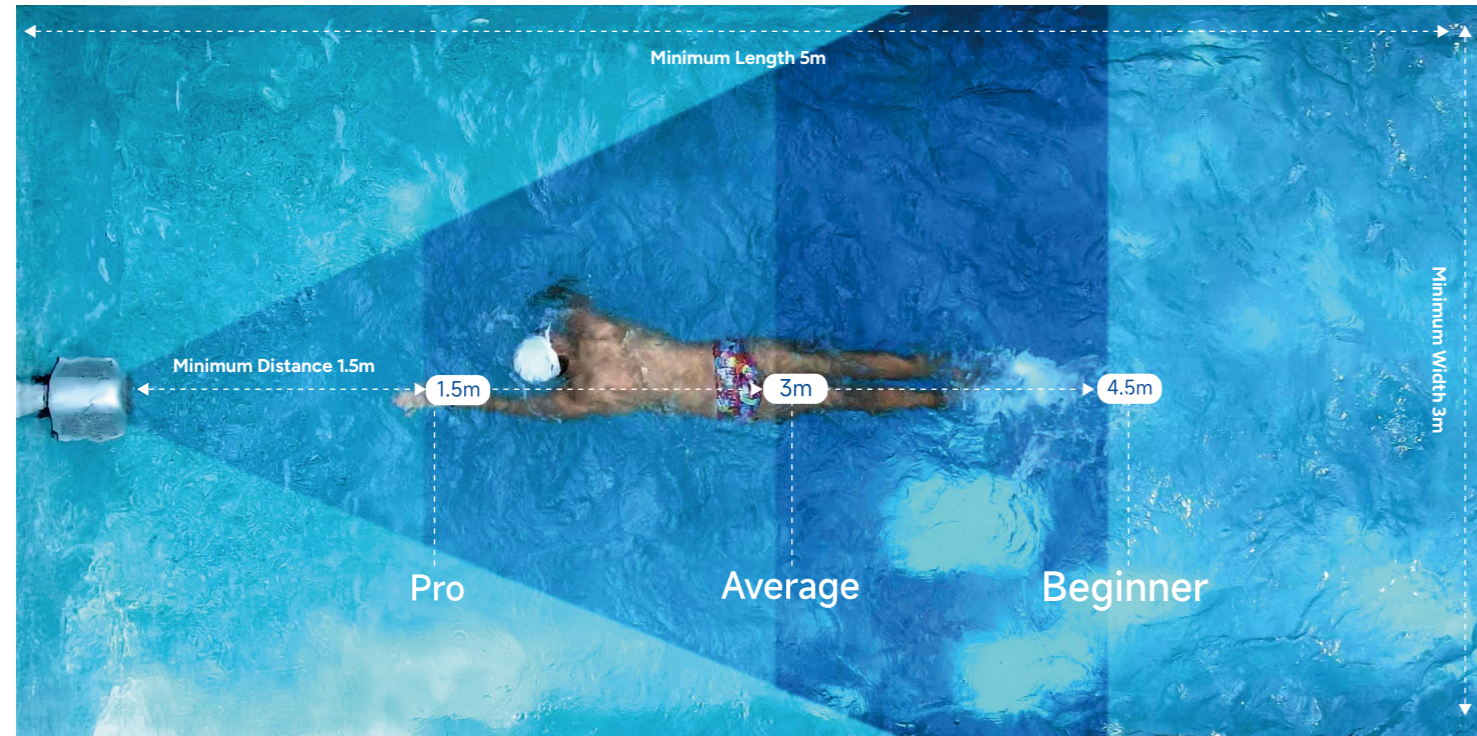 Minimum Length 5m
Minimum Width 3m
Minimum Distance 1.5m
1.5m
3m
4.5m
Pro
Average
Beginner